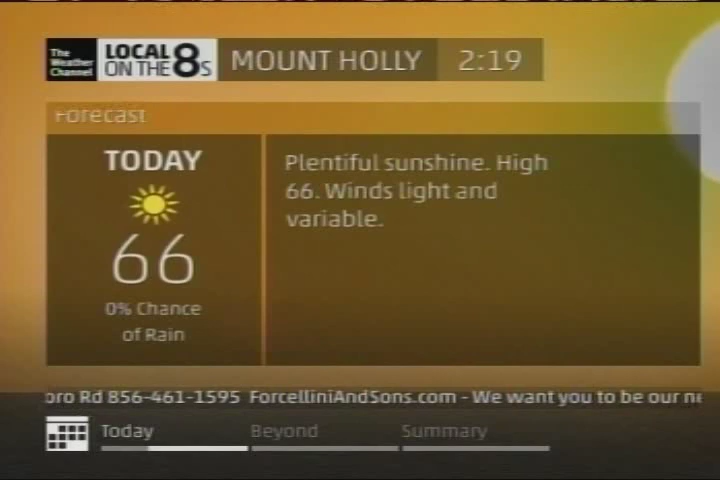 The
Weather
Channel
LOCAL
ON THE 8s
MOUNT HOLLY
2:19
Forecast
TODAY
66
0% Chance
of Rain
Plentiful sunshine. High
66. Winds light and
variable.
oro Rd 856-461-1595 ForcelliniAndSons.com - We want you to be our ne
Today
Beyond
Summary